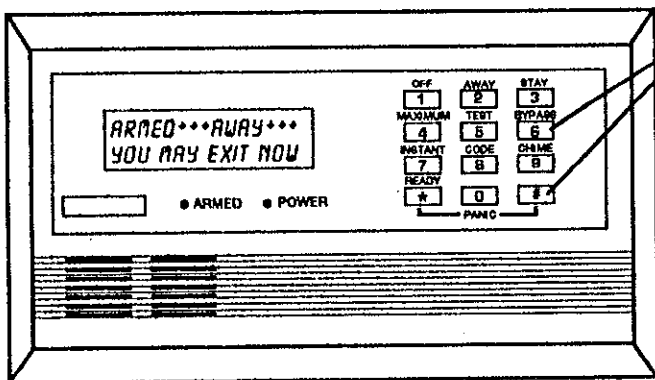 ARMED***AWAY***
YOU MAY EXIT NOW
ARMED POWER
OFF AWAY STAY
1 2 3
MAXIMUM TEST BYPASS
4 5 6
INSTANT CODE CHIME
7 8 9
READY
* 0 #
PANIC